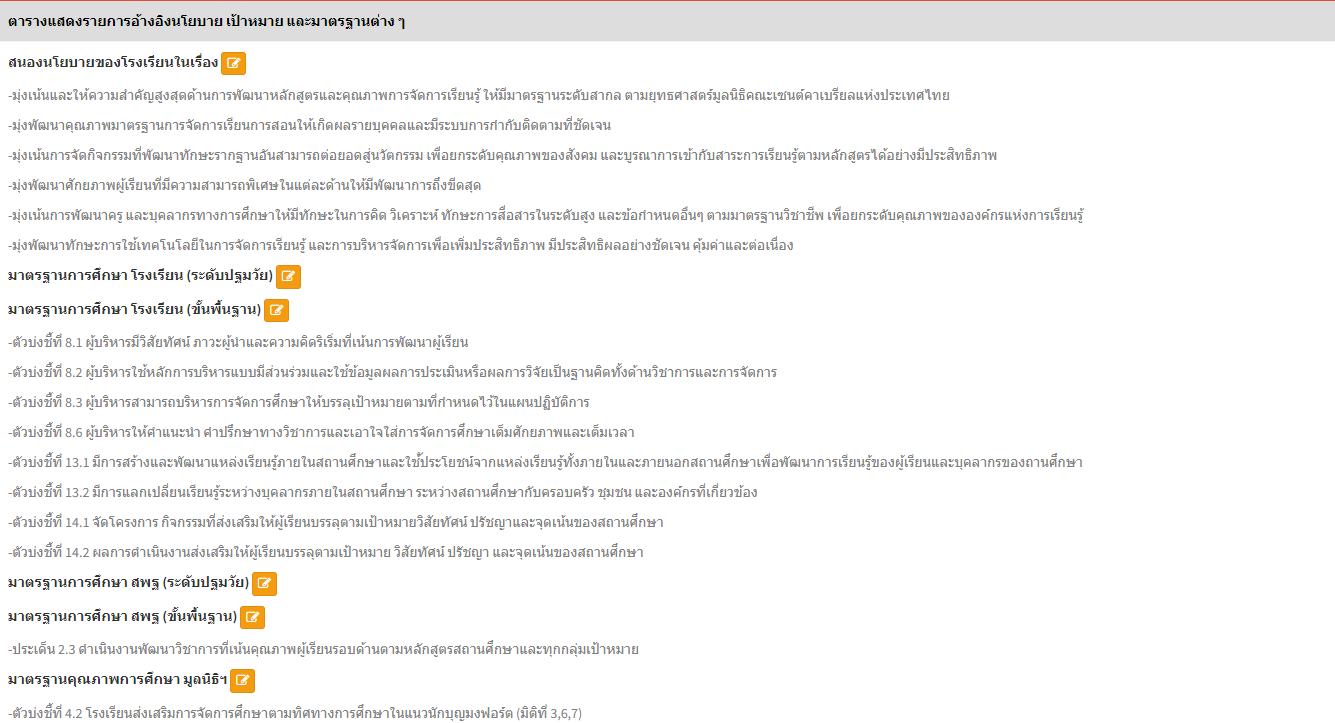 ตารางแสดงรายการอ้างอิงนโยบาย เป้าหมาย และมาตรฐานต่าง ๆ
สนองนโยบายของโรงเรียนในเรื่อง
-มุ่งเน้นและให้ความสำคัญสูงสุดด้านการพัฒนาหลักสูตรและคุณภาพการจัดการเรียนรู้ ให้มีมาตรฐานระดับสากล ตามยุทธศาสตร์มูลนิธิคณะเซนต์คาเบรียลแห่งประเทศไทย
-มุ่งพัฒนาคุณภาพมาตรฐานการจัดการเรียนการสอนให้เกิดผลรายบุคคลและมีระบบการกำกับติดตามที่ชัดเจน
-มุ่งเน้นการจัดกิจกรรมที่พัฒนาทักษะรากฐานอันสามารถต่อยอดสู่นวัตกรรม เพื่อยกระดับคุณภาพของสังคม และบูรณาการเข้ากับสาระการเรียนรู้ตามหลักสูตรได้อย่างมีประสิทธิภาพ
-มุ่งพัฒนาศักยภาพผู้เรียนที่มีความสามารถพิเศษในแต่ละด้านให้มีพัฒนาการถึงขีดสุด
-มุ่งเน้นการพัฒนาครู และบุคลากรทางการศึกษาให้มีทักษะในการคิด วิเคราะห์ ทักษะการสื่อสารในระดับสูง และข้อกำหนดอื่นๆ ตามมาตรฐานวิชาชีพ เพื่อยกระดับคุณภาพขององค์กรแห่งการเรียนรู้
-มุ่งพัฒนาทักษะการใช้เทคโนโลยีในการจัดการเรียนรู้ และการบริหารจัดการเพื่อเพิ่มประสิทธิภาพ มีประสิทธิผลอย่างชัดเจน คุ้มค่าและต่อเนื่อง
มาตรฐานการศึกษา โรงเรียน (ระดับปฐมวัย)
มาตรฐานการศึกษา โรงเรียน (ขั้นพื้นฐาน)
-ตัวบ่งชี้ที่ 8.1 ผู้บริหารมีวิสัยทัศน์ ภาวะผู้นำและความคิดริเริ่มที่เน้นการพัฒนาผู้เรียน
-ตัวบ่งชี้ที่ 8.2 ผู้บริหารใช้หลักการบริหารแบบมีส่วนร่วมและใช้ข้อมูลผลการประเมินหรือผลการวิจัยเป็นฐานคิดทั้งด้านวิชาการและการจัดการ
-ตัวบ่งชี้ที่ 8.3 ผู้บริหารสามารถบริหารการจัดการศึกษาให้บรรลุเป้าหมายตามที่กำหนดไว้ในแผนปฏิบัติการ
-ตัวบ่งชี้ที่ 8.6 ผู้บริหารให้คำแนะนำ คำปรึกษาทางวิชาการและเอาใจใส่การจัดการศึกษาเต็มศักยภาพและเต็มเวลา
-ตัวบ่งชี้ที่ 13.1 มีการสร้างและพัฒนาแหล่งเรียนรู้ภายในสถานศึกษาและใช้ประโยชน์จากแหล่งเรียนรู้ทั้งภายในและภายนอกสถานศึกษาเพื่อพัฒนาการเรียนรู้ของผู้เรียนและบุคลากรของถานศึกษา
-ตัวบ่งชี้ที่ 13.2 มีการแลกเปลี่ยนเรียนรู้ระหว่างบุคลากรภายในสถานศึกษา ระหว่างสถานศึกษากับครอบครัว ชุมชน และองค์กรที่เกี่ยวข้อง
-ตัวบ่งชี้ที่ 14.1 จัดโครงการ กิจกรรมที่ส่งเสริมให้ผู้เรียนบรรลุตามเป้าหมายวิสัยทัศน์ ปรัชญาและจุดเน้นของสถานศึกษา
-ตัวบ่งชี้ที่ 14.2 ผลการดำเนินงานส่งเสริมให้ผู้เรียนบรรลุตามเป้าหมาย วิสัยทัศน์ ปรัชญา และจุดเน้นของสถานศึกษา
มาตรฐานการศึกษา สพฐ (ระดับปฐมวัย)
มาตรฐานการศึกษา สพฐ (ขั้นพื้นฐาน)
-ประเด็น 2.3 ดำเนินงานพัฒนาวิชาการที่เน้นคุณภาพผู้เรียนรอบด้านตามหลักสูตรสถานศึกษาและทุกกลุ่มเป้าหมาย
มาตรฐานคุณภาพการศึกษา มูลนิธิฯ
-ตัวบ่งชี้ที่ 4.2 โรงเรียนส่งเสริมการจัดการศึกษาตามทิศทางการศึกษาในแนวนักบุญมงฟอร์ต (มิติที่ 3,6,7)